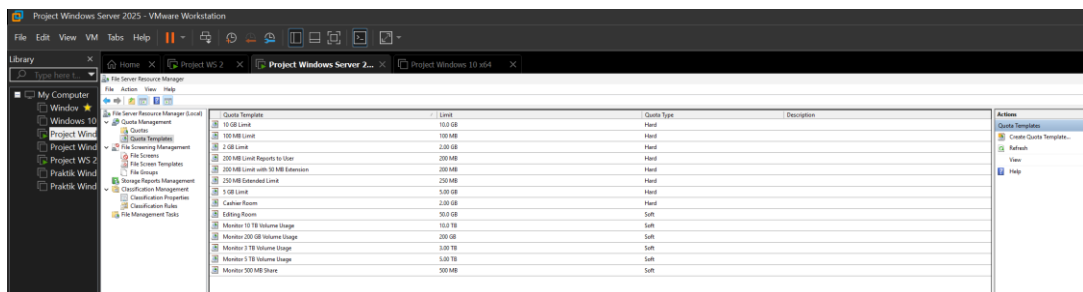 Project Windows Server 2025 - VMware Workstation
File Edit View VM Tabs Help
Library
Type here t...
Home
Project WS 2
Project Windows Server 2...
Project Windows 10 x64
My Computer
Windov
Windows 10
Project Wind
Project Wind
Project WS 2
Praktik Wind
Praktik Wind
File Server Resource Manager
File Action View Help
File Server Resource Manager (Local)
Quota Management
Quotas
Quota Templates
File Screening Management
File Screens
File Screen Templates
File Groups
Storage Reports Management
Classification Management
Classification Properties
Classification Rules
File Management Tasks
Quota Template Limit Quota Type Description
10 GB Limit 10.0 GB Hard
100 MB Limit 100 MB Hard
2 GB Limit 2.00 GB Hard
200 MB Limit Reports to User 200 MB Hard
200 MB Limit with 50 MB Extension 200 MB Hard
250 MB Extended Limit 250 MB Hard
5 GB Limit 5.00 GB Hard
Cashier Room 2.00 GB Hard
Editing Room 50.0 GB Soft
Monitor 10 TB Volume Usage 10.0 TB Soft
Monitor 200 GB Volume Usage 200 GB Soft
Monitor 3 TB Volume Usage 3.00 TB Soft
Monitor 5 TB Volume Usage 5.00 TB Soft
Monitor 500 MB Share 500 MB Soft
Actions
Quota Templates
Create Quota Template...
Refresh
View
Help